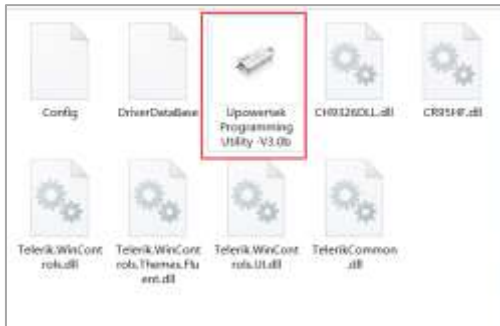 Config
DriverDataBase
Upowertek
Programming
Utility -V3.0b
CH9326DLL.dll
CR95HF.dll
Telerik.WinCont
rols.dll
Telerik.WinCont
rols.Themes.Flu
ent.dll
Telerik.WinCont
rols.UI.dll
TelerikCommon
.dll